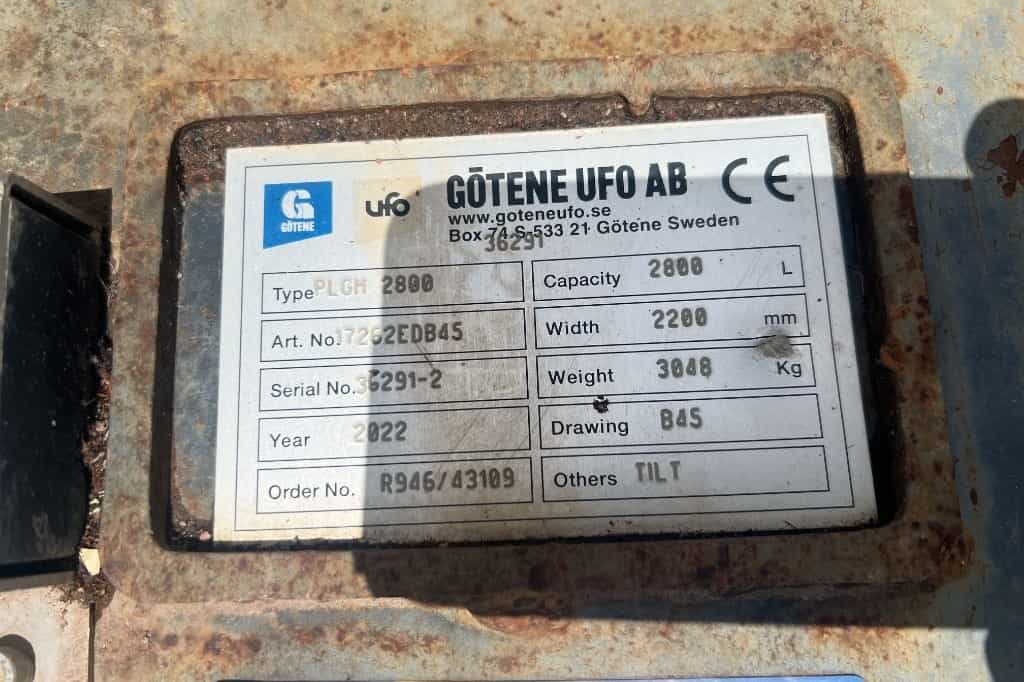 G
GÖTENE
ufo
GÖTENE UFO AB CE
www.goteneufo.se
Box 74 S-533 21 Götene Sweden
36291
Type PLGM 2800
Capacity 2800 L
Art. No. 17262EDB45
Width 2200 mm
Serial No. 36291-2
Weight 3048 Kg
Year 2022
Drawing B45
Order No. R946/43109
Others TILT